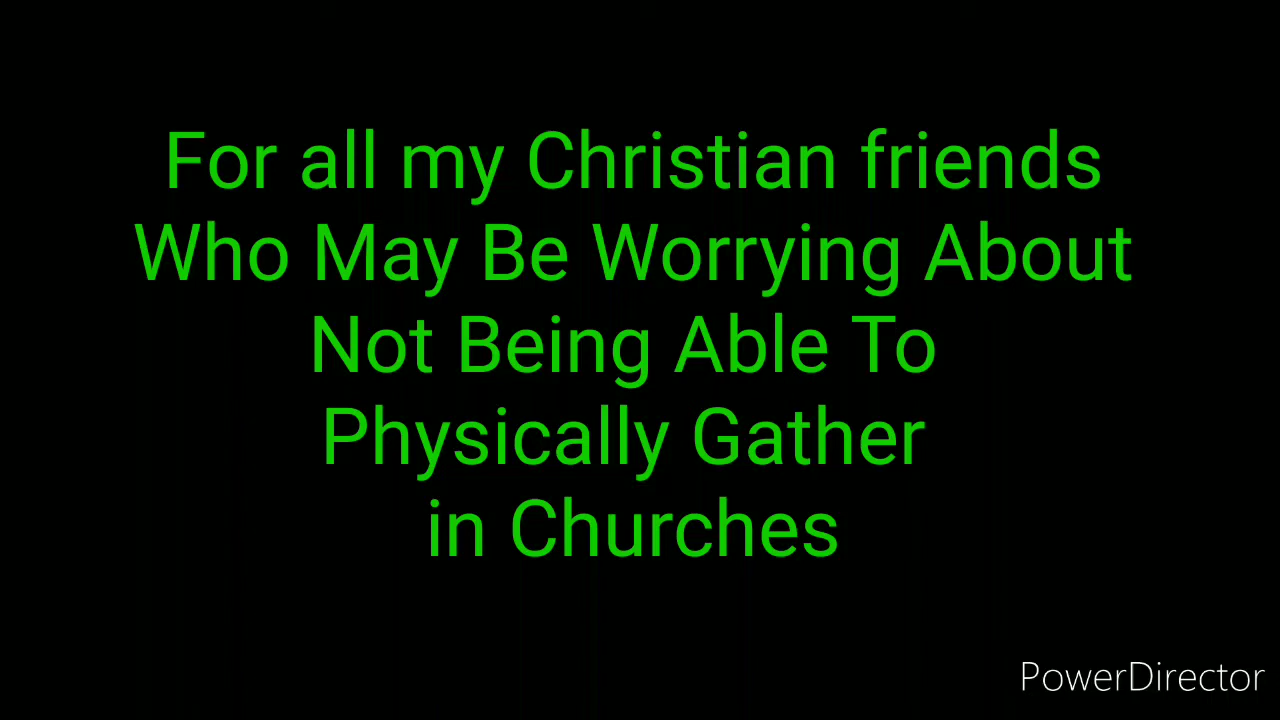 For all my Christian friends
Who May Be Worrying About
Not Being Able To
Physically Gather
in Churches
PowerDirector